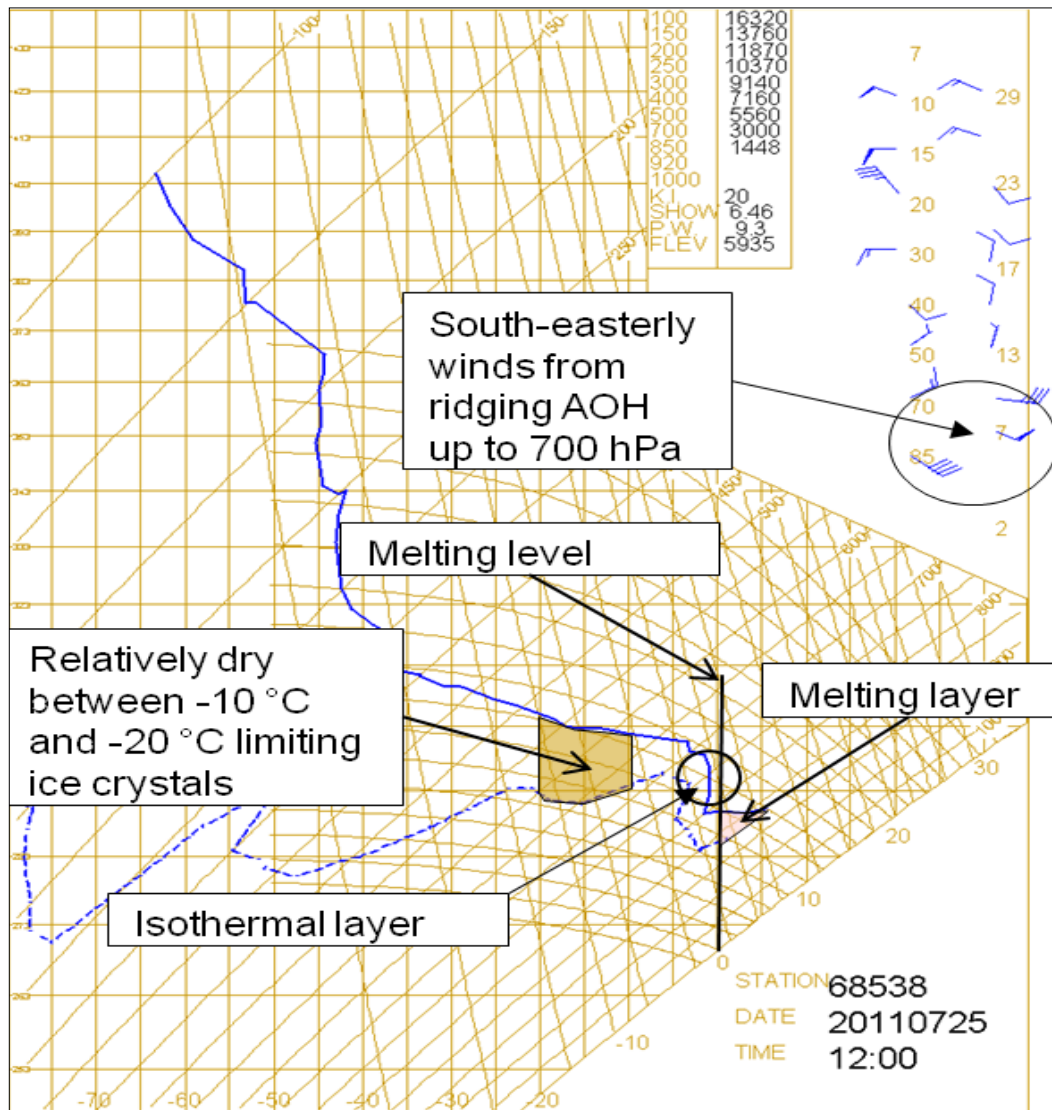 100 16320
150 13760
200 11870
250 10370
300 9140
400 7160
500 5560
700 3000
850 1448
920
1000
K I 20
SHOW 6.46
P.W. 9.3
FLEV 5935
100
150
200
250
7
10
15
20
30
40
50
70
85
29
23
17
13
7
2
South-easterly
winds from
ridging AOH
up to 700 hPa
450
500
600
700
800
Melting level
Relatively dry
between -10 °C
and -20 °C limiting
ice crystals
Melting layer
Isothermal layer
30
20
10
0
-10
-20
-30
-40
-50
-60
-70
STATION 68538
DATE 20110725
TIME 12:00